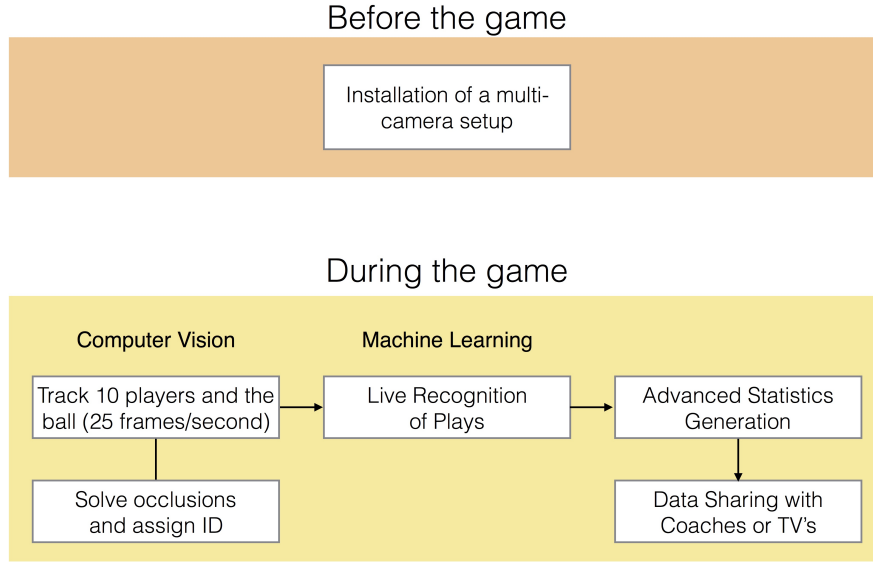 Before the game
Installation of a multi-
camera setup
During the game
Computer Vision
Machine Learning
Track 10 players and the
ball (25 frames/second)
Live Recognition
of Plays
Advanced Statistics
Generation
Solve occlusions
and assign ID
Data Sharing with
Coaches or TV's